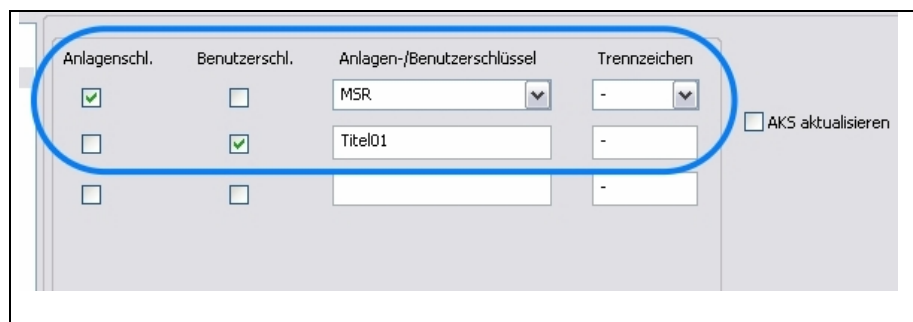 Anlagenschl. Benutzerschl. Anlagen-/Benutzerschlüssel Trennzeichen
MSR -
AKS aktualisieren
Titel01 -
-